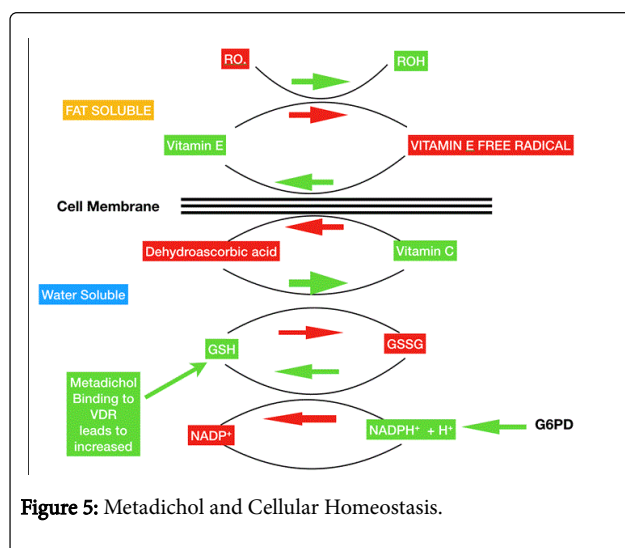 RO.
ROH
FAT SOLUBLE
Vitamin E
VITAMIN E FREE RADICAL
Cell Membrane
Dehydroascorbic acid
Vitamin C
Water Soluble
GSH
GSSG
Metadichol
Binding to
VDR
leads to
increased
NADP⁺
NADPH⁺ + H⁺
G6PD
Figure 5: Metadichol and Cellular Homeostasis.